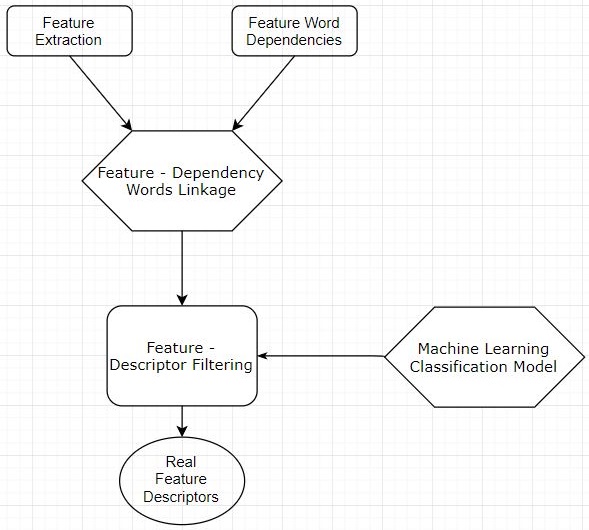 Feature
Extraction
Feature Word
Dependencies
Feature - Dependency
Words Linkage
Feature -
Descriptor Filtering
Machine Learning
Classification Model
Real
Feature
Descriptors